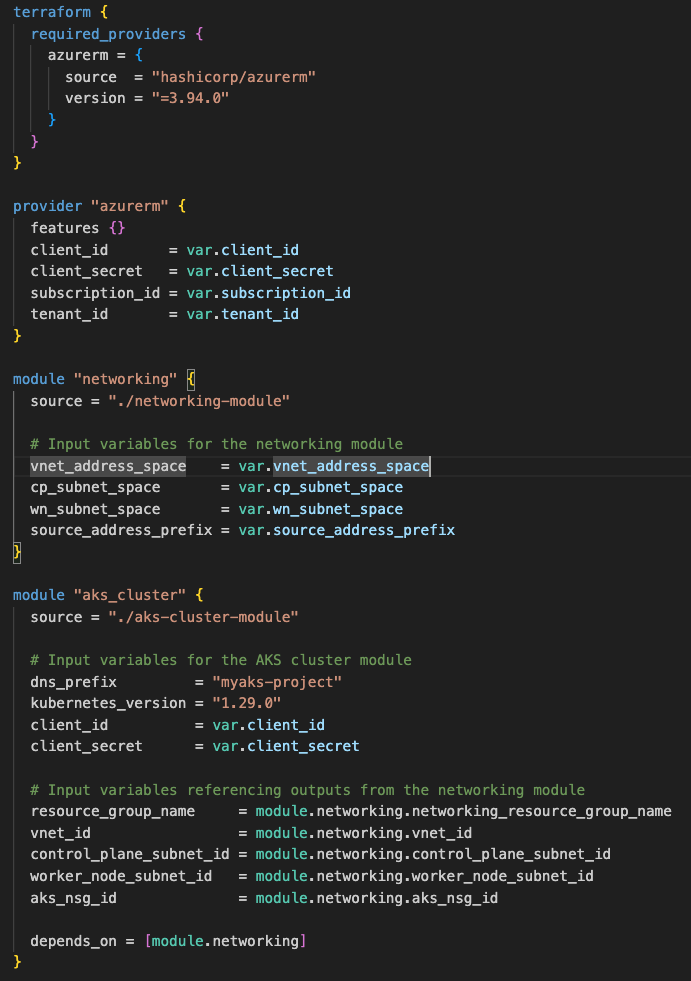 terraform {
  required_providers {
    azurerm = {
      source  = "hashicorp/azurerm"
      version = "=3.94.0"
    }
  }
}

provider "azurerm" {
  features {}
  client_id       = var.client_id
  client_secret   = var.client_secret
  subscription_id = var.subscription_id
  tenant_id       = var.tenant_id
}

module "networking" {
  source = "./networking-module"

  # Input variables for the networking module
  vnet_address_space    = var.vnet_address_space
  cp_subnet_space       = var.cp_subnet_space
  wn_subnet_space       = var.wn_subnet_space
  source_address_prefix = var.source_address_prefix
}

module "aks_cluster" {
  source = "./aks-cluster-module"

  # Input variables for the AKS cluster module
  dns_prefix         = "myaks-project"
  kubernetes_version = "1.29.0"
  client_id          = var.client_id
  client_secret      = var.client_secret

  # Input variables referencing outputs from the networking module
  resource_group_name     = module.networking.networking_resource_group_name
  vnet_id                 = module.networking.vnet_id
  control_plane_subnet_id = module.networking.control_plane_subnet_id
  worker_node_subnet_id   = module.networking.worker_node_subnet_id
  aks_nsg_id              = module.networking.aks_nsg_id

  depends_on = [module.networking]
}